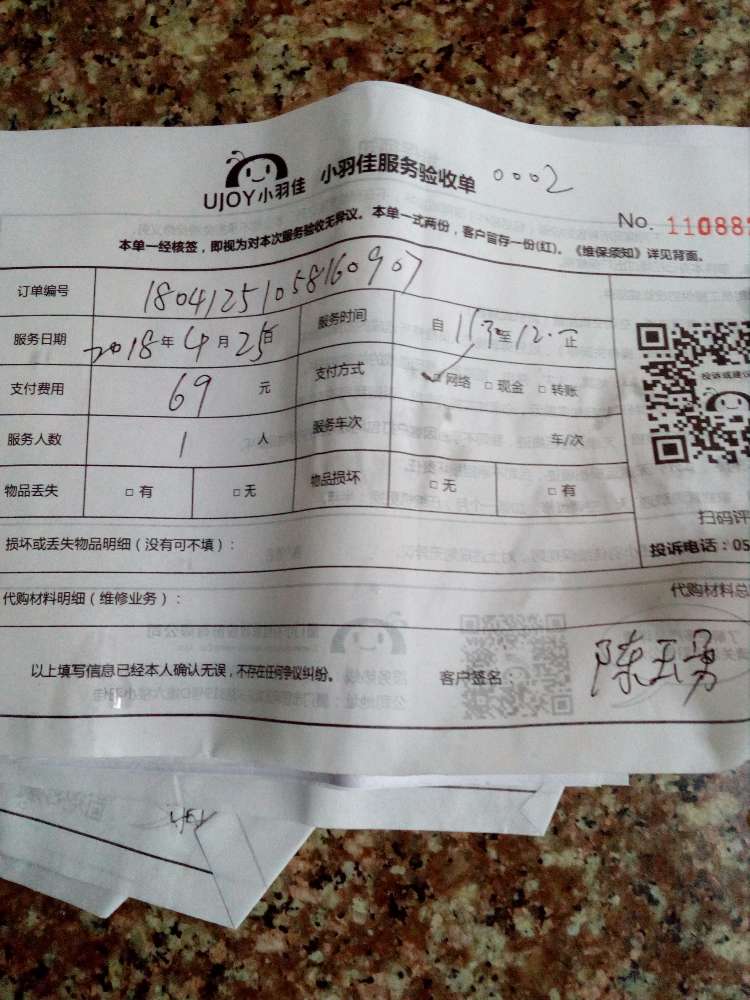 UJOY小羽佳 小羽佳服务验收单 0002
No. 11088
本单一经核签，即视为对本次服务验收无异议。本单一式两份，客户留存一份(红)。《维保须知》详见背面。
订单编号 18041251058160907
服务日期 2018年4月25日 服务时间 自 11.30至12.一止
支付费用 69 元 支付方式 ✓网络 □现金 □转账
投诉或建议
服务人数 1 人 服务车次 车/次
物品丢失 □有 □无 物品损坏 □无 □有
扫码评
损坏或丢失物品明细（没有可不填）：
投诉电话：05
代购材料明细（维修业务）： 代购材料总
以上填写信息已经本人确认无误，不存在任何争议纠纷。 客户签名： 陈玉勇